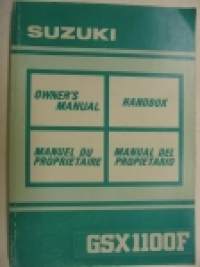 SUZUKI
OWNER'S
MANUAL
HANDBOK
MANUEL DU
PROPRIETAIRE
MANUAL DEL
PROPIETARIO
GSX1100F